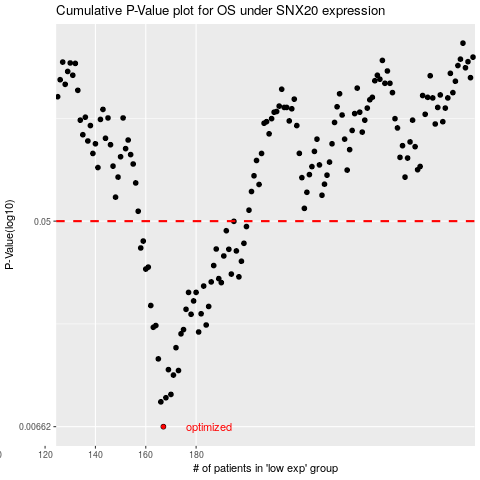 Cumulative P-Value plot for OS under SNX20 expression
P-Value(log10)
0.05
0.00662
optimized
0 120 140 160 180
# of patients in 'low exp' group